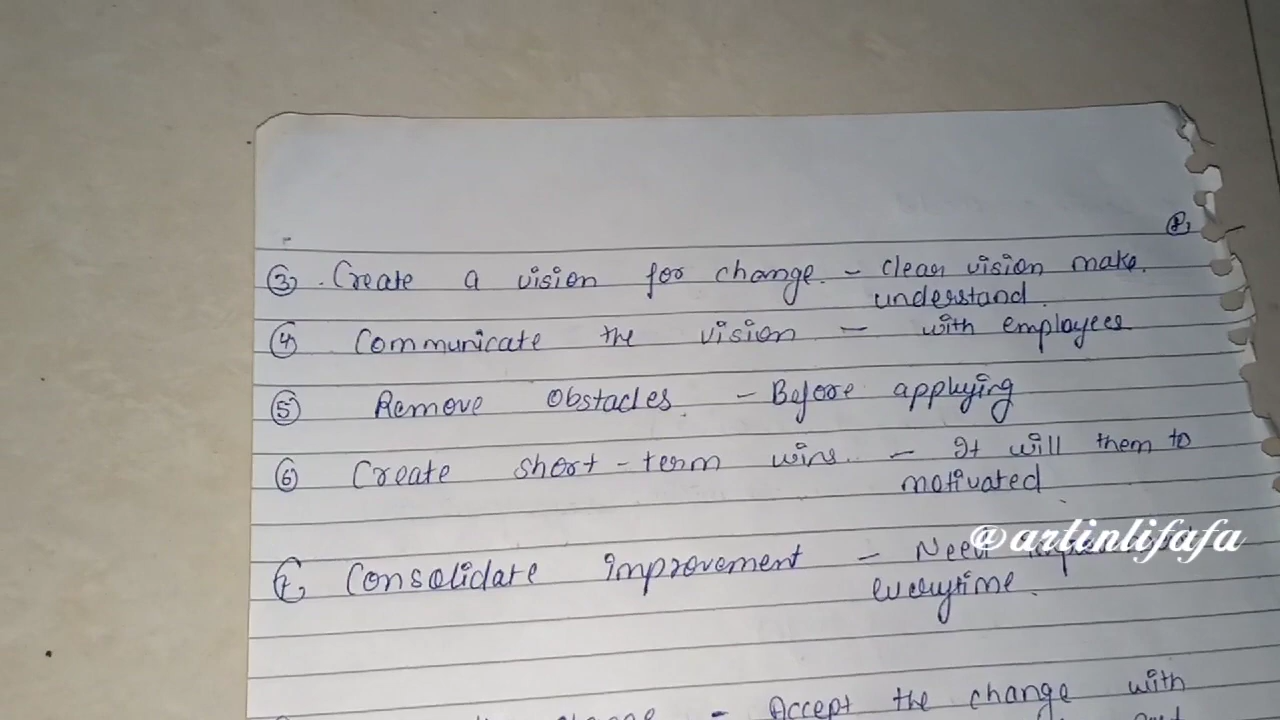 ③. Create a vision for change. - clear vision make
understand.
④ Communicate the vision - with employees
⑤ Remove obstacles. - Before applying
⑥ Create short-term wins. - It will them to
motivated
@artinlifafa
⑦ Consolidate improvement - Need
everytime.
change - Accept the change with